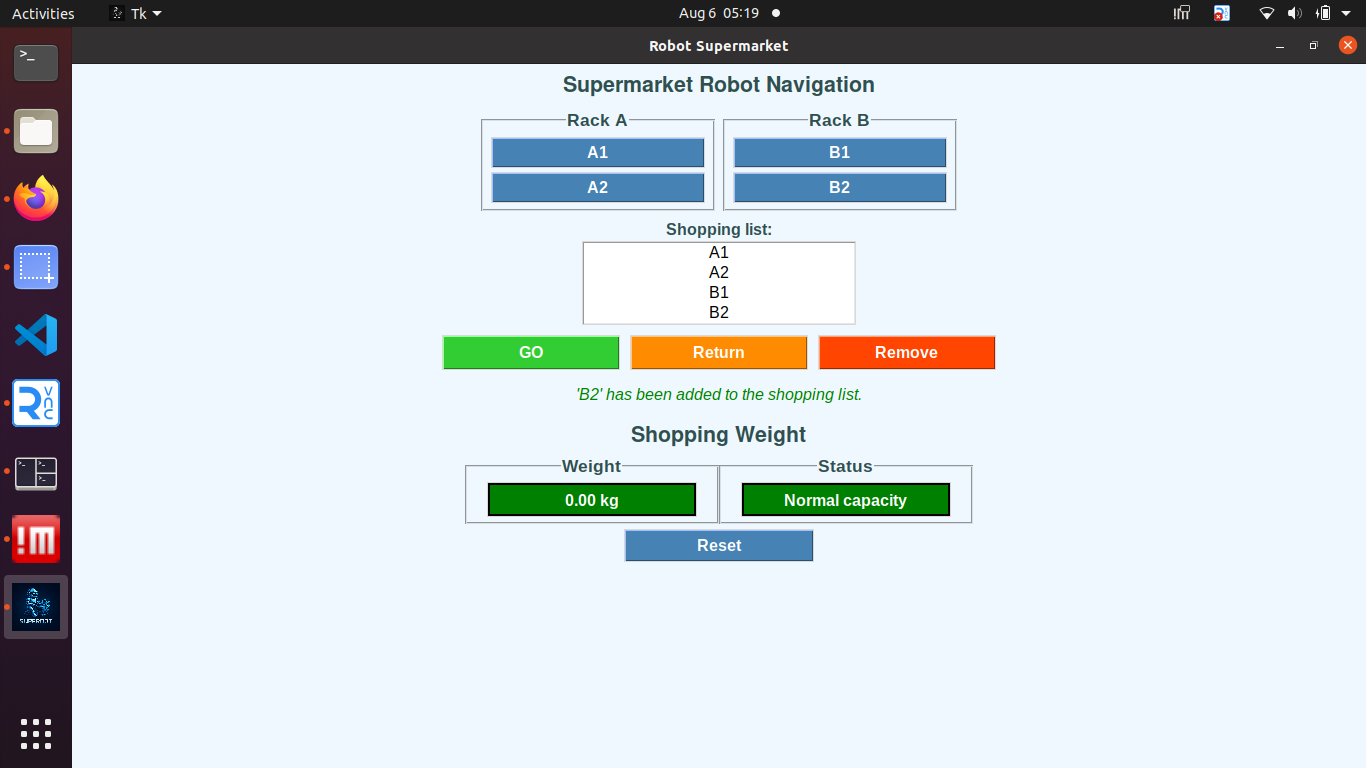 Activities Tk Aug 6 05:19
Robot Supermarket
Supermarket Robot Navigation
Rack A Rack B
A1 B1
A2 B2
Shopping list:
A1
A2
B1
B2
GO Return Remove
'B2' has been added to the shopping list.
Shopping Weight
Weight Status
0.00 kg Normal capacity
Reset
VNC
!M
SUPEROBOT